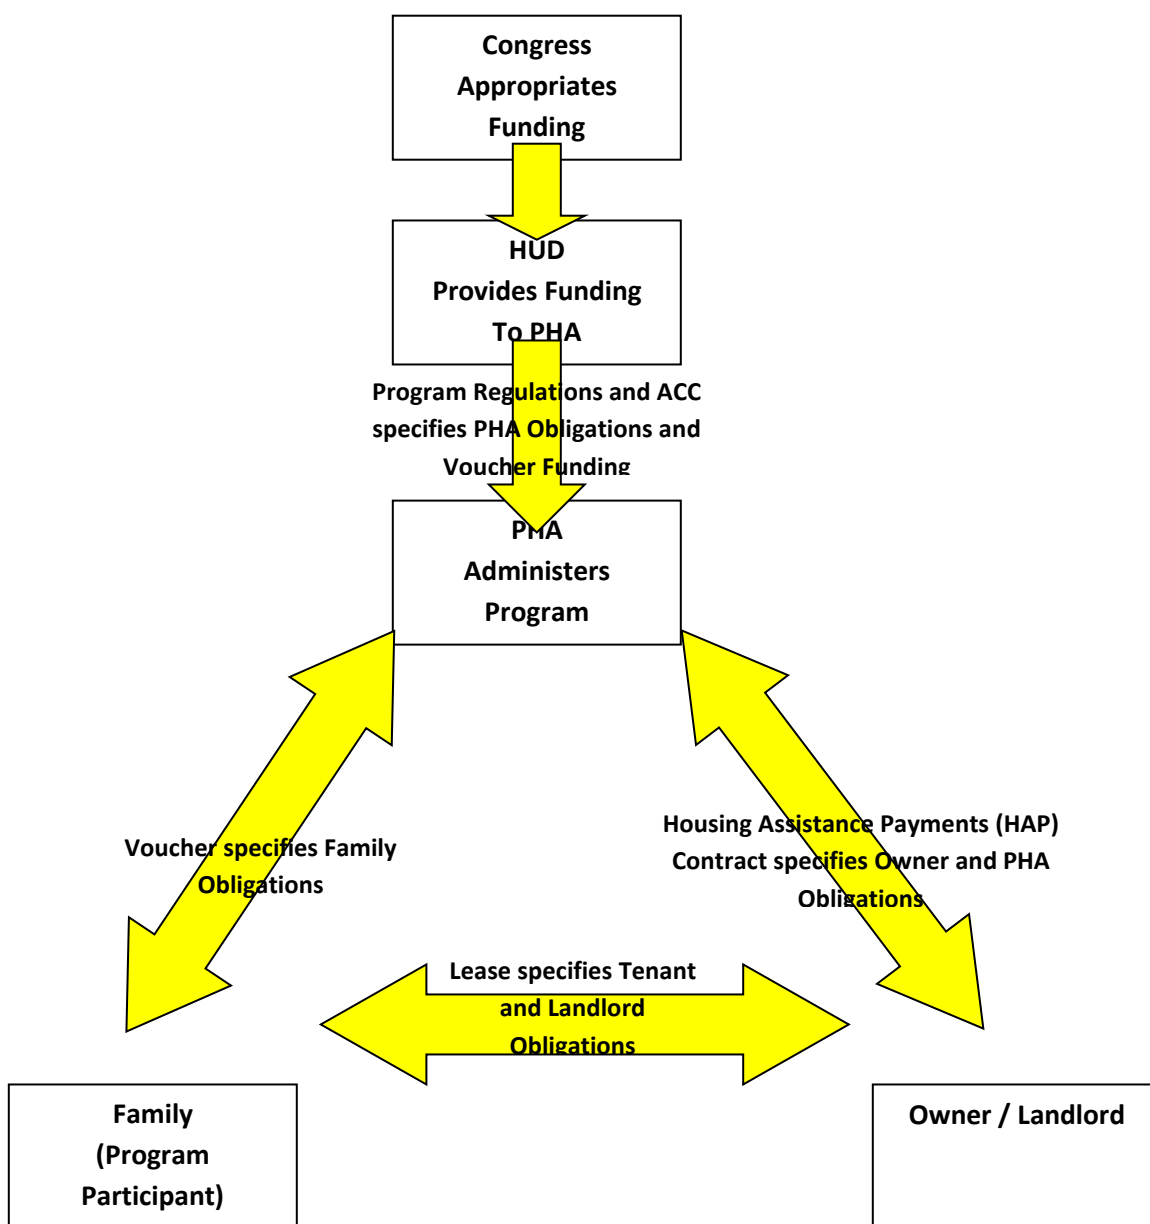 Congress
Appropriates
Funding
HUD
Provides Funding
To PHA
Program Regulations and ACC
specifies PHA Obligations and
Voucher Funding
PHA
Administers
Program
Voucher specifies Family
Obligations
Housing Assistance Payments (HAP)
Contract specifies Owner and PHA
Obligations
Lease specifies Tenant
and Landlord
Obligations
Family
(Program
Participant)
Owner / Landlord